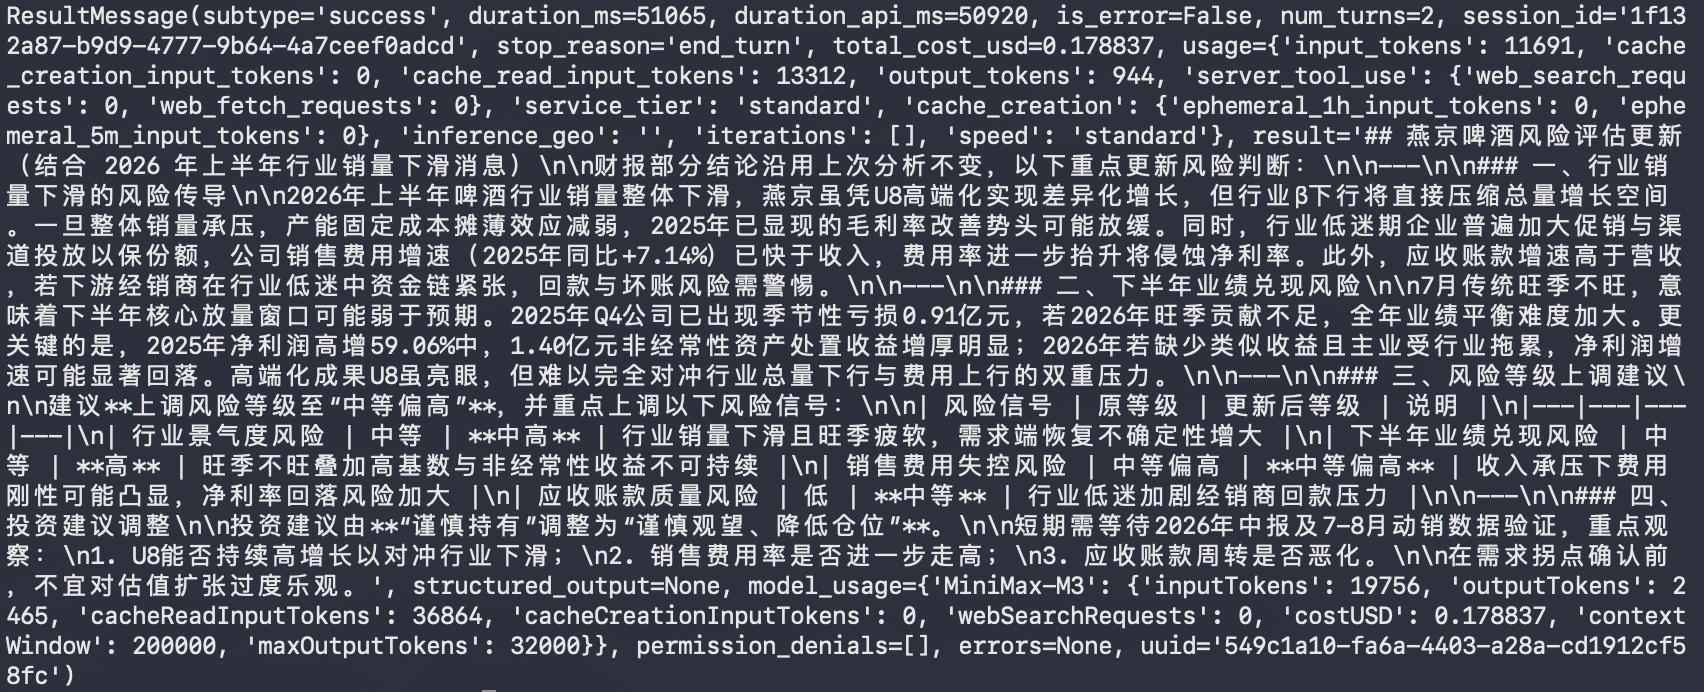 ResultMessage(subtype='success', duration_ms=51065, duration_api_ms=50920, is_error=False, num_turns=2, session_id='1f13
2a87-b9d9-4777-9b64-4a7ceef0adcd', stop_reason='end_turn', total_cost_usd=0.178837, usage={'input_tokens': 11691, 'cache
_creation_input_tokens': 0, 'cache_read_input_tokens': 13312, 'output_tokens': 944, 'server_tool_use': {'web_search_requ
ests': 0, 'web_fetch_requests': 0}, 'service_tier': 'standard', 'cache_creation': {'ephemeral_1h_input_tokens': 0, 'ephe
meral_5m_input_tokens': 0}, 'inference_geo': '', 'iterations': [], 'speed': 'standard'}, result='## 燕京啤酒风险评估更新
（结合 2026 年上半年行业销量下滑消息）\n\n财报部分结论沿用上次分析不变，以下重点更新风险判断：\n\n---\n\n### 一、行业销
量下滑的风险传导\n\n2026年上半年啤酒行业销量整体下滑，燕京虽凭U8高端化实现差异化增长，但行业β下行将直接压缩总量增长空间
。一旦整体销量承压，产能固定成本摊薄效应减弱，2025年已显现的毛利率改善势头可能放缓。同时，行业低迷期企业普遍加大促销与渠
道投放以保份额，公司销售费用增速（2025年同比+7.14%）已快于收入，费用率进一步抬升将侵蚀净利率。此外，应收账款增速高于营收
，若下游经销商在行业低迷中资金链紧张，回款与坏账风险需警惕。\n\n---\n\n### 二、下半年业绩兑现风险\n\n7月传统旺季不旺，意
味着下半年核心放量窗口可能弱于预期。2025年Q4公司已出现季节性亏损0.91亿元，若2026年旺季贡献不足，全年业绩平衡难度加大。更
关键的是，2025年净利润高增59.06%中，1.40亿元非经常性资产处置收益增厚明显；2026年若缺少类似收益且主业受行业拖累，净利润增
速可能显著回落。高端化成果U8虽亮眼，但难以完全对冲行业总量下行与费用上行的双重压力。\n\n---\n\n### 三、风险等级上调建议\
n\n建议**上调风险等级至“中等偏高”**，并重点上调以下风险信号：\n\n| 风险信号 | 原等级 | 更新后等级 | 说明 |\n|---|---|---
|---|\n| 行业景气度风险 | 中等 | **中高** | 行业销量下滑且旺季疲软，需求端恢复不确定性增大 |\n| 下半年业绩兑现风险 | 中
等 | **高** | 旺季不旺叠加高基数与非经常性收益不可持续 |\n| 销售费用失控风险 | 中等偏高 | **中等偏高** | 收入承压下费用
刚性可能凸显，净利率回落风险加大 |\n| 应收账款质量风险 | 低 | **中等** | 行业低迷加剧经销商回款压力 |\n\n---\n\n### 四、
投资建议调整\n\n投资建议由**“谨慎持有”调整为“谨慎观望、降低仓位”**。\n\n短期需等待2026年中报及7-8月动销数据验证，重点观
察：\n1. U8能否持续高增长以对冲行业下滑；\n2. 销售费用率是否进一步走高；\n3. 应收账款周转是否恶化。\n\n在需求拐点确认前
，不宜对估值扩张过度乐观。', structured_output=None, model_usage={'MiniMax-M3': {'inputTokens': 19756, 'outputTokens': 2
465, 'cacheReadInputTokens': 36864, 'cacheCreationInputTokens': 0, 'webSearchRequests': 0, 'costUSD': 0.178837, 'context
Window': 200000, 'maxOutputTokens': 32000}}, permission_denials=[], errors=None, uuid='549c1a10-fa6a-4403-a28a-cd1912cf5
8fc')